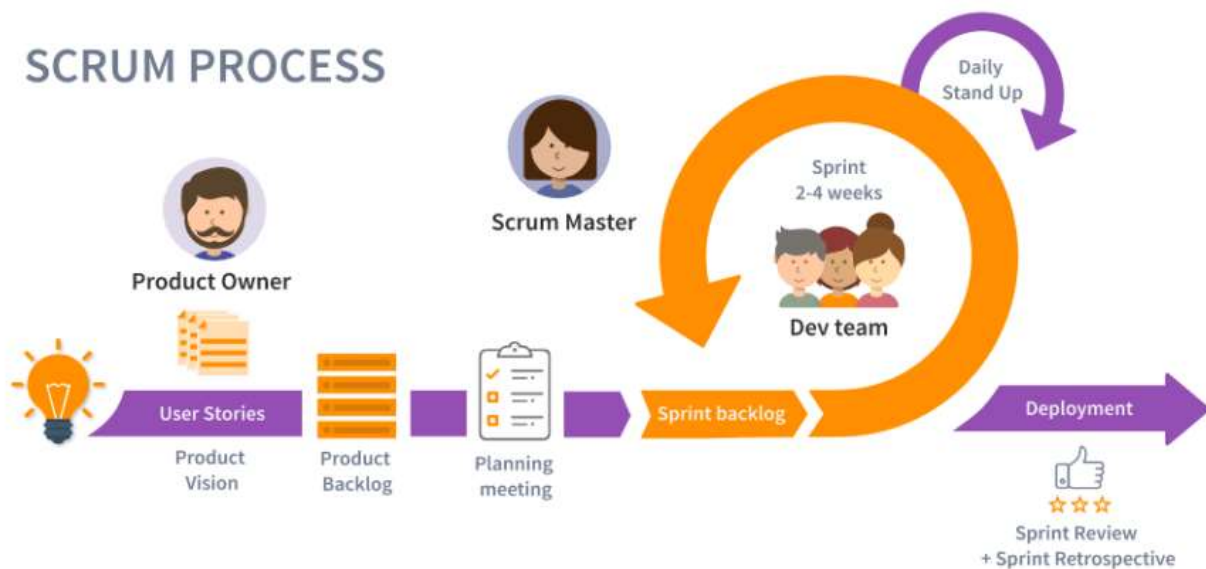 SCRUM PROCESS
Daily
Stand Up
Sprint
2-4 weeks
Scrum Master
Product Owner
Dev team
User Stories
Sprint backlog
Deployment
Product
Vision
Product
Backlog
Planning
meeting
Sprint Review
+ Sprint Retrospective